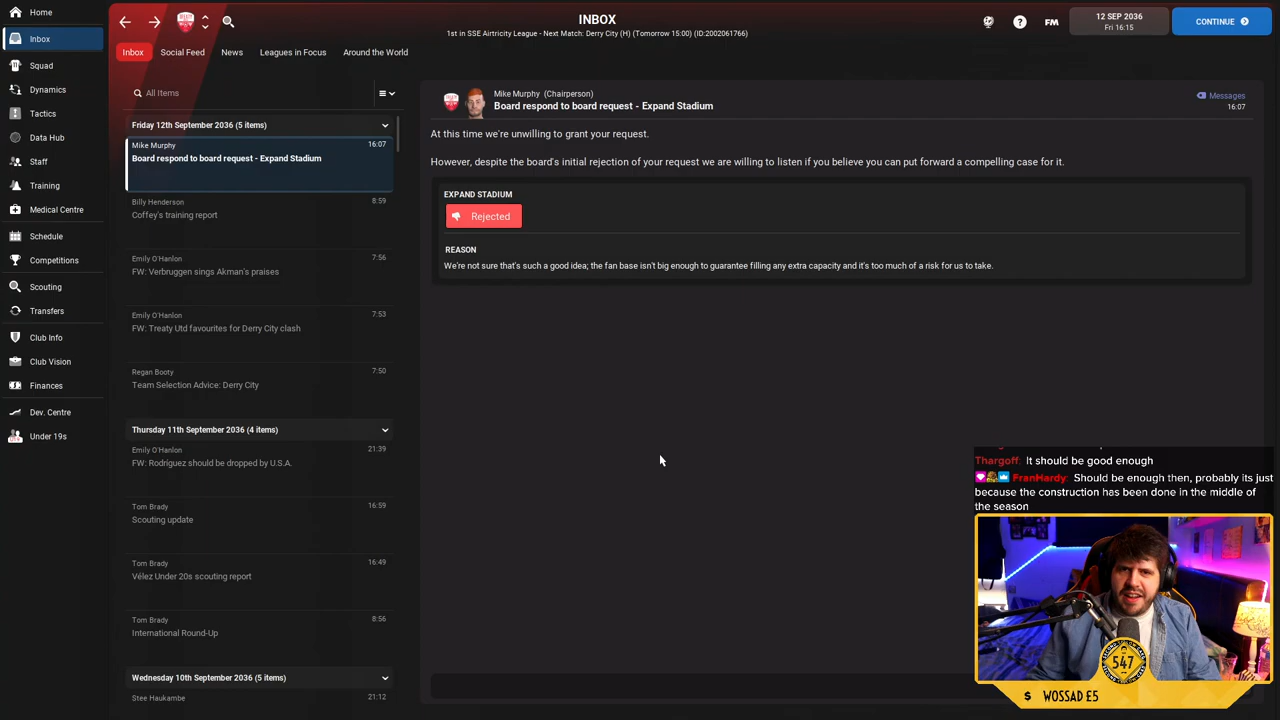 Home
Inbox
Squad
Dynamics
Tactics
Data Hub
Staff
Training
Medical Centre
Schedule
Competitions
Scouting
Transfers
Club Info
Club Vision
Finances
Dev. Centre
Under 19s
INBOX
1st in SSE Airtricity League - Next Match: Derry City (H) (Tomorrow 15:00) (ID:2002061766)
FM
12 SEP 2036
Fri 16:15
CONTINUE
Inbox
Social Feed
News
Leagues in Focus
Around the World
All Items
Friday 12th September 2036 (5 items)
Mike Murphy 16:07
Board respond to board request - Expand Stadium
Billy Henderson 8:59
Coffey's training report
Emily O'Hanlon 7:56
FW: Verbruggen sings Akman's praises
Emily O'Hanlon 7:53
FW: Treaty Utd favourites for Derry City clash
Regan Booty 7:50
Team Selection Advice: Derry City
Thursday 11th September 2036 (4 items)
Emily O'Hanlon 21:39
FW: Rodríguez should be dropped by U.S.A.
Tom Brady 16:59
Scouting update
Tom Brady 16:49
Vélez Under 20s scouting report
Tom Brady 8:56
International Round-Up
Wednesday 10th September 2036 (5 items)
Stee Haukambe 21:12
Mike Murphy (Chairperson)
Board respond to board request - Expand Stadium
Messages
16:07
At this time we're unwilling to grant your request.
However, despite the board's initial rejection of your request we are willing to listen if you believe you can put forward a compelling case for it.
EXPAND STADIUM
Rejected
REASON
We're not sure that's such a good idea; the fan base isn't big enough to guarantee filling any extra capacity and it's too much of a risk for us to take.
Thargoff: It should be good enough
FranHardy: Should be enough then, probably its just
because the construction has been done in the middle of
the season
547
$ WOSSAD £5